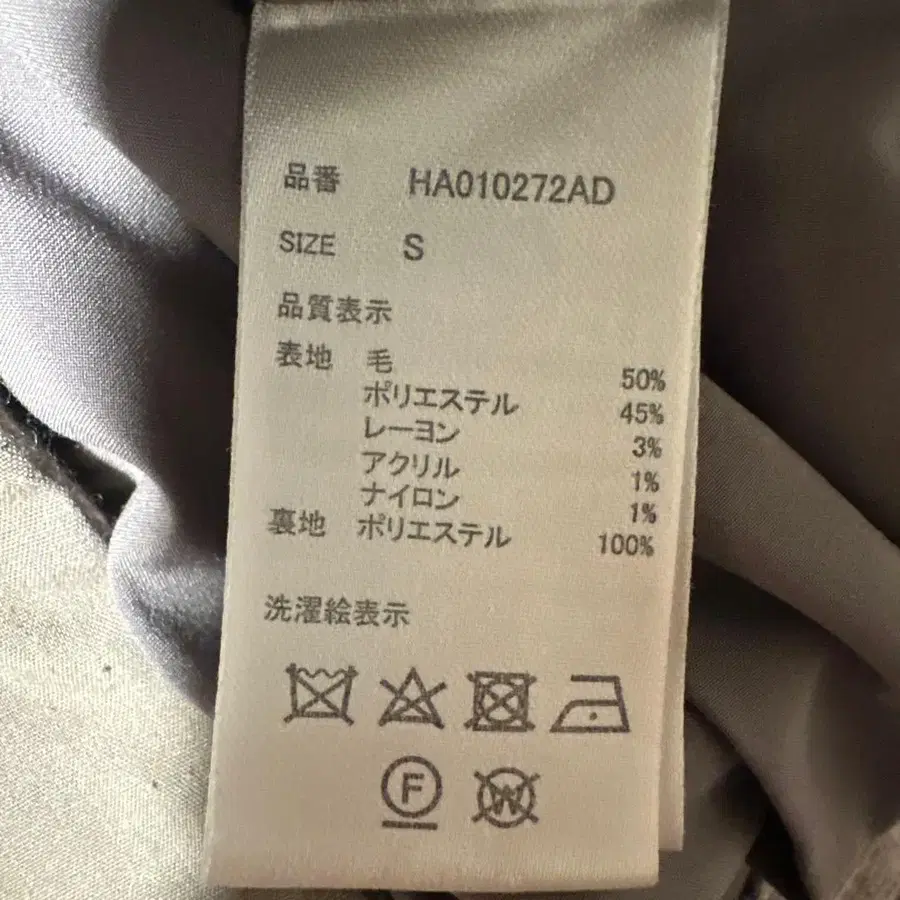 品番 HA010272AD
SIZE S
品質表示
表地 毛 50%
ポリエステル 45%
レーヨン 3%
アクリル 1%
ナイロン 1%
裏地 ポリエステル 100%
洗濯絵表示
F W